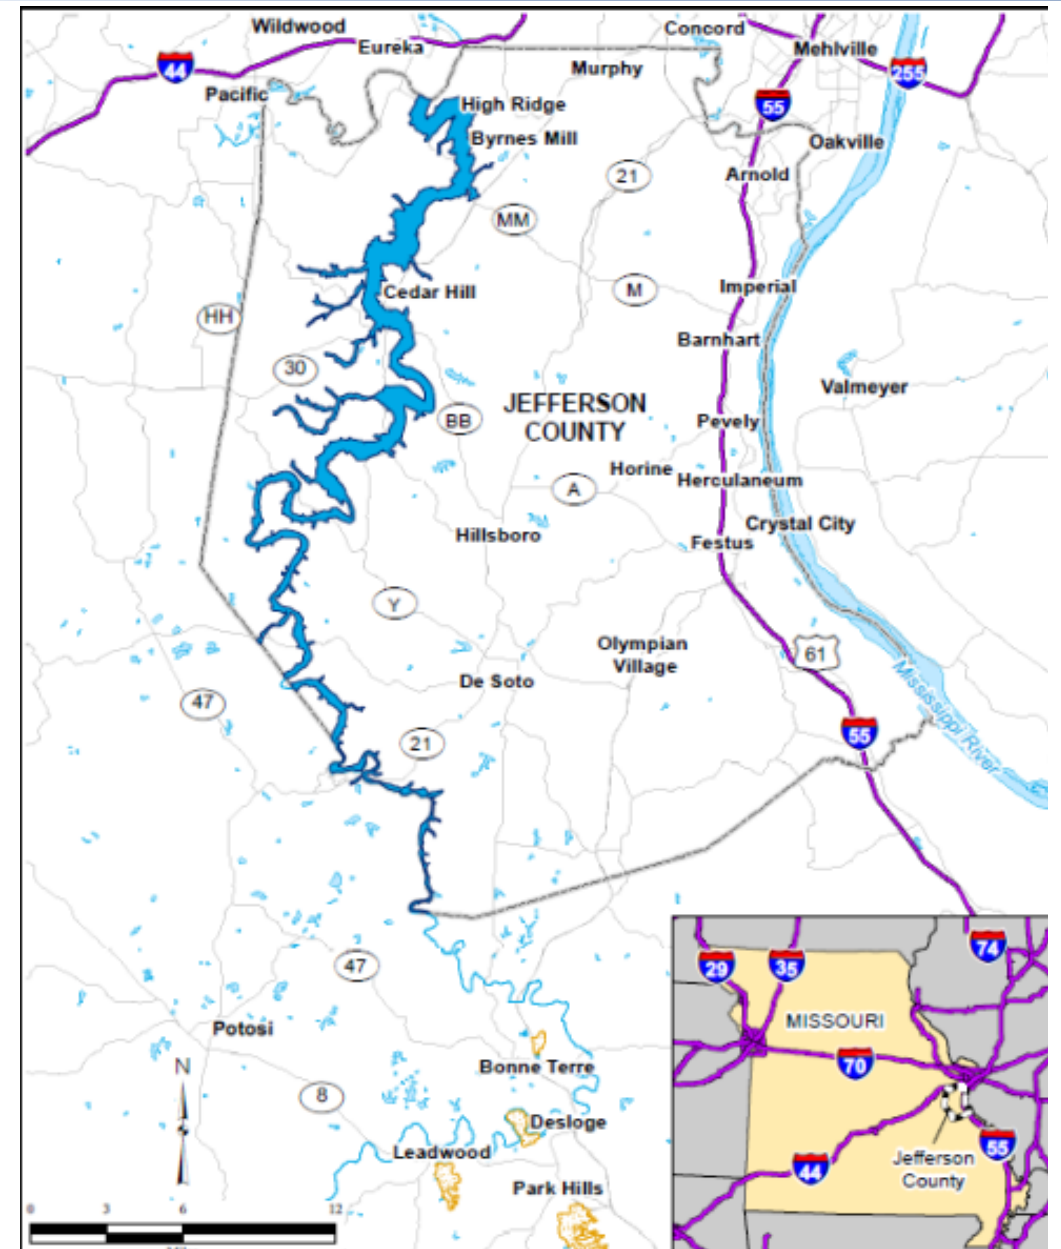 Wildwood
Concord
Eureka
Mehlville
44
Murphy
255
Pacific
55
High Ridge
Byrnes Mill
Oakville
21
Arnold
MM
Imperial
M
Cedar Hill
HH
Barnhart
30
Valmeyer
JEFFERSON
COUNTY
BB
Pevely
Horine
A
Herculaneum
Crystal City
Hillsboro
Festus
Y
Olympian
Village
61
De Soto
Mississippi River
47
21
55
47
Potosi
N
Bonne Terre
8
Desloge
Leadwood
Park Hills
0 3 6 12
74
29
35
MISSOURI
70
Jefferson
County
55
44